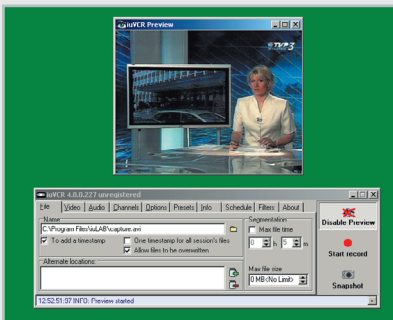 iuVCR Preview
TVP3
iuVCR 4.0.0.227 unregistered
File Video Audio Channels Options Presets Info Schedule Filters About
Name
C:\Program Files\iuLAB\capture.avi
To add a timestamp
One timestamp for all session's files
Allow files to be overwritten
Alternate locations:
Segmentation
Max file time
0 h 5 m
Max file size
0 MB<No Limit>
Disable Preview
Start record
Snapshot
12:52:51:07 INFO: Preview started